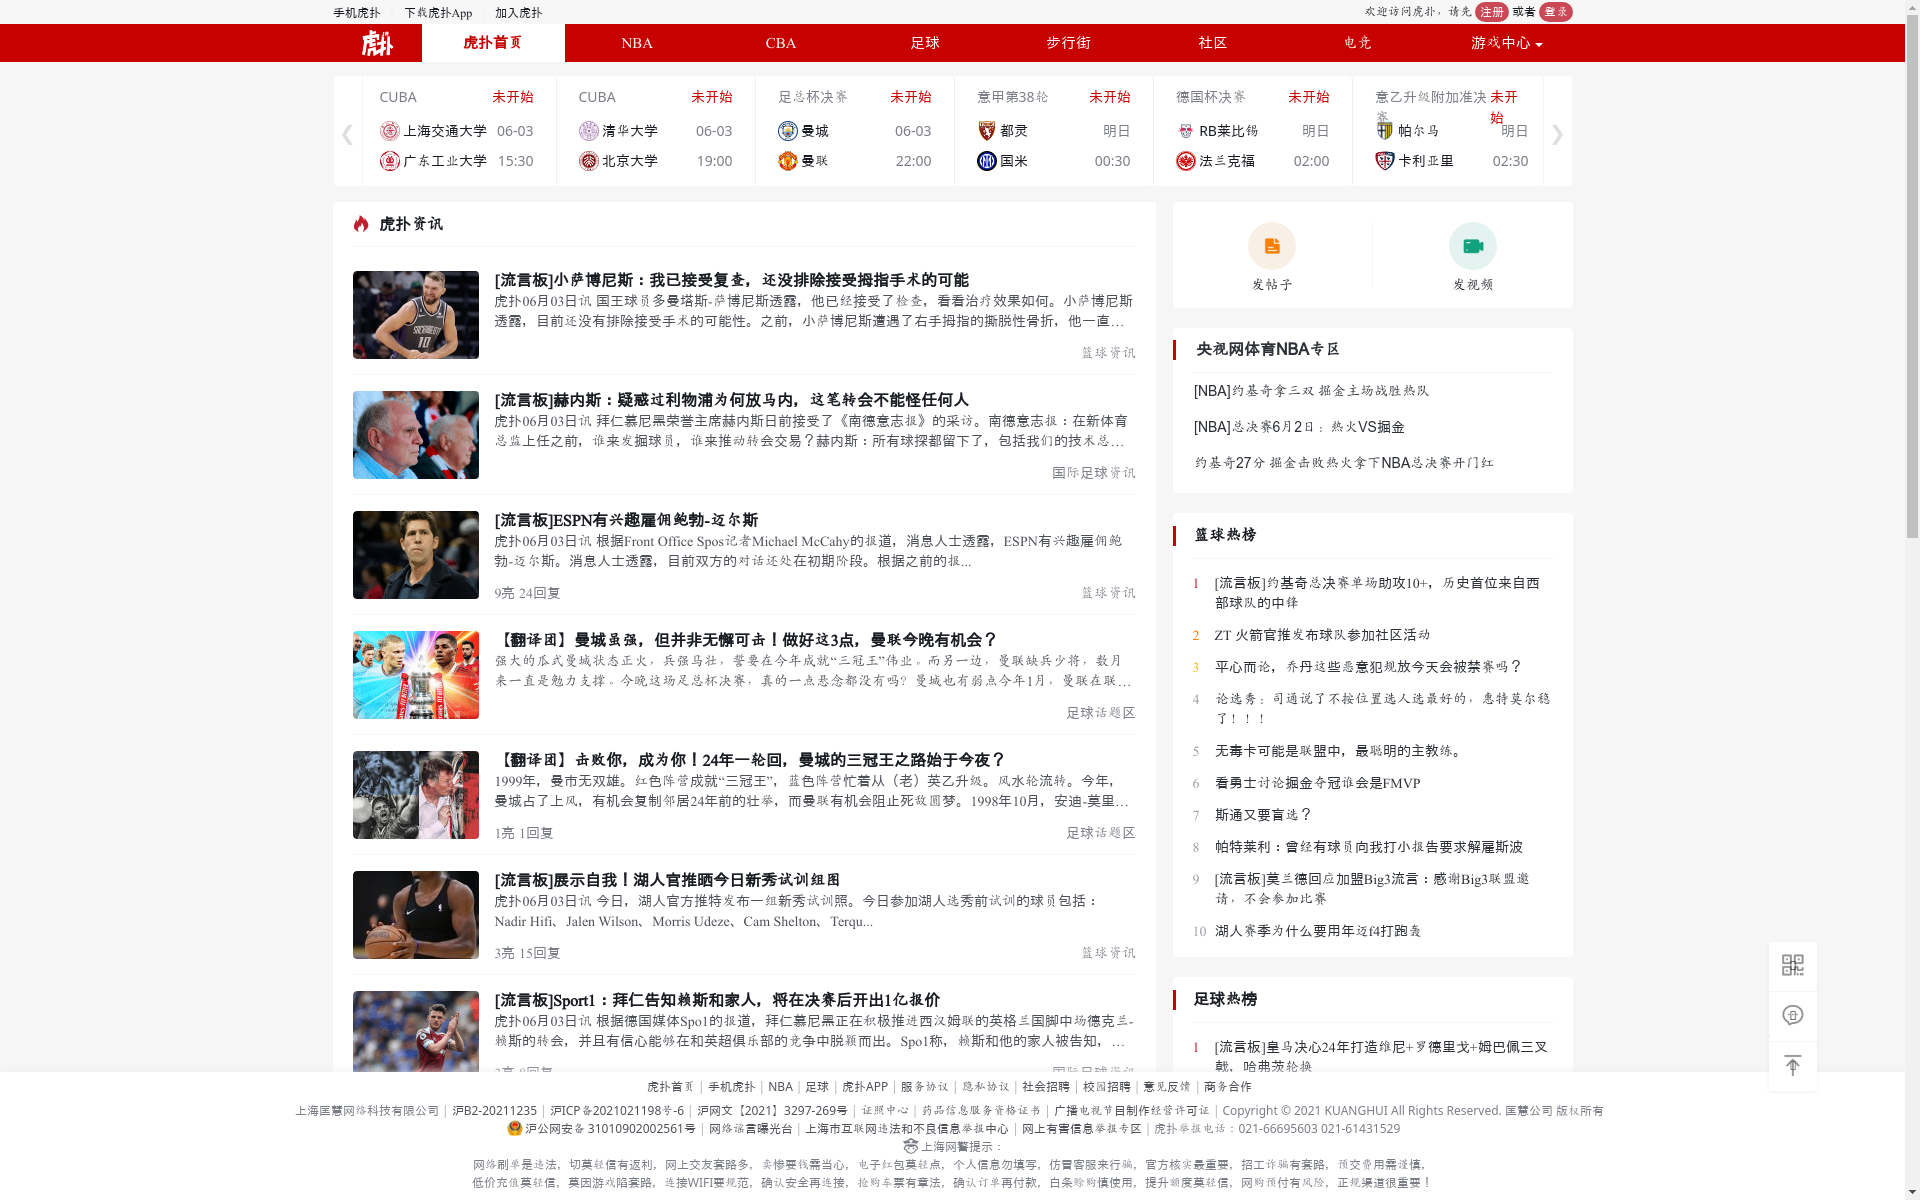 手机虎扑 下载虎扑App 加入虎扑
欢迎访问虎扑，请先 注册 或者 登录
虎扑 虎扑首页 NBA CBA 足球 步行街 社区 电竞 游戏中心
CUBA 未开始
上海交通大学 06-03
广东工业大学 15:30
CUBA 未开始
清华大学 06-03
北京大学 19:00
足总杯决赛 未开始
曼城 06-03
曼联 22:00
意甲第38轮 未开始
都灵 明日
国米 00:30
德国杯决赛 未开始
RB莱比锡 明日
法兰克福 02:00
意乙升级附加准决赛 未开始
帕尔马 明日
卡利亚里 02:30
虎扑资讯
[流言板]小萨博尼斯：我已接受复查，还没排除接受拇指手术的可能
虎扑06月03日讯 国王球员多曼塔斯-萨博尼斯透露，他已经接受了检查，看看治疗效果如何。小萨博尼斯
透露，目前还没有排除接受手术的可能性。之前，小萨博尼斯遭遇了右手拇指的撕脱性骨折，他一直…
篮球资讯
[流言板]赫内斯：疑惑过利物浦为何放马内，这笔转会不能怪任何人
虎扑06月03日讯 拜仁慕尼黑荣誉主席赫内斯日前接受了《南德意志报》的采访。南德意志报：在新体育
总监上任之前，谁来发掘球员，谁来推动转会交易？赫内斯：所有球探都留下了，包括我们的技术总…
国际足球资讯
[流言板]ESPN有兴趣雇佣鲍勃-迈尔斯
虎扑06月03日讯 根据Front Office Spos记者Michael McCahy的报道，消息人士透露，ESPN有兴趣雇佣鲍
勃-迈尔斯。消息人士透露，目前双方的对话还处在初期阶段。根据之前的报...
9亮 24回复 篮球资讯
【翻译团】曼城虽强，但并非无懈可击！做好这3点，曼联今晚有机会？
强大的瓜式曼城状态正火，兵强马壮，誓要在今年成就“三冠王”伟业。而另一边，曼联缺兵少将，数月
来一直是勉力支撑。今晚这场足总杯决赛，真的一点悬念都没有吗？曼城也有弱点今年1月，曼联在联…
足球话题区
【翻译团】击败你，成为你！24年一轮回，曼城的三冠王之路始于今夜？
1999年，曼市无双雄。红色阵营成就“三冠王”，蓝色阵营忙着从（老）英乙升级。风水轮流转。今年，
曼城占了上风，有机会复制邻居24年前的壮举，而曼联有机会阻止死敌圆梦。1998年10月，安迪-莫里…
1亮 1回复 足球话题区
[流言板]展示自我！湖人官推晒今日新秀试训组图
虎扑06月03日讯 今日，湖人官方推特发布一组新秀试训照。今日参加湖人选秀前试训的球员包括：
Nadir Hifi、Jalen Wilson、Morris Udeze、Cam Shelton、Terqu...
3亮 15回复 篮球资讯
[流言板]Sport1：拜仁告知赖斯和家人，将在决赛后开出1亿报价
虎扑06月03日讯 根据德国媒体Spo1的报道，拜仁慕尼黑正在积极推进西汉姆联的英格兰国脚中场德克兰-
赖斯的转会，并且有信心能够在和英超俱乐部的竞争中脱颖而出。Spo1称，赖斯和他的家人被告知，…
发帖子 发视频
央视网体育NBA专区
[NBA]约基奇拿三双 掘金主场战胜热队
[NBA]总决赛6月2日：热火VS掘金
约基奇27分 掘金击败热火拿下NBA总决赛开门红
篮球热榜
1 [流言板]约基奇总决赛单场助攻10+，历史首位来自西
部球队的中锋
2 ZT 火箭官推发布球队参加社区活动
3 平心而论，乔丹这些恶意犯规放今天会被禁赛吗？
4 论选秀：司通说了不按位置选人选最好的，惠特莫尔稳
了！！！
5 无毒卡可能是联盟中，最聪明的主教练。
6 看勇士讨论掘金夺冠谁会是FMVP
7 斯通又要盲选？
8 帕特莱利：曾经有球员向我打小报告要求解雇斯波
9 [流言板]莫兰德回应加盟Big3流言：感谢Big3联盟邀
请，不会参加比赛
10 湖人赛季为什么要用年迈f4打跑轰
足球热榜
1 [流言板]皇马决心24年打造维尼+罗德里戈+姆巴佩三叉
戟，哈弗茨轮换
虎扑首页 | 手机虎扑 | NBA | 足球 | 虎扑APP | 服务协议 | 隐私协议 | 社会招聘 | 校园招聘 | 意见反馈 | 商务合作
上海匡慧网络科技有限公司 | 沪B2-20211235 | 沪ICP备2021021198号-6 | 沪网文【2021】3297-269号 | 证照中心 | 药品信息服务资格证书 | 广播电视节目制作经营许可证 | Copyright © 2021 KUANGHUI All Rights Reserved. 匡慧公司 版权所有
沪公网安备 31010902002561号 | 网络谣言曝光台 | 上海市互联网违法和不良信息举报中心 | 网上有害信息举报专区 | 虎扑举报电话：021-66695603 021-61431529
上海网警提示：
网络刷单是违法，切莫轻信有返利，网上交友套路多，卖惨要钱需当心，电子红包莫轻点，个人信息勿填写，仿冒客服来行骗，官方核实最重要，招工诈骗有套路，预交费用需谨慎，
低价充值莫轻信，莫因游戏陷套路，连接WIFI要规范，确认安全再连接，抢购车票有章法，确认订单再付款，白条赊购慎使用，提升额度莫轻信，网购预付有风险，正规渠道很重要！